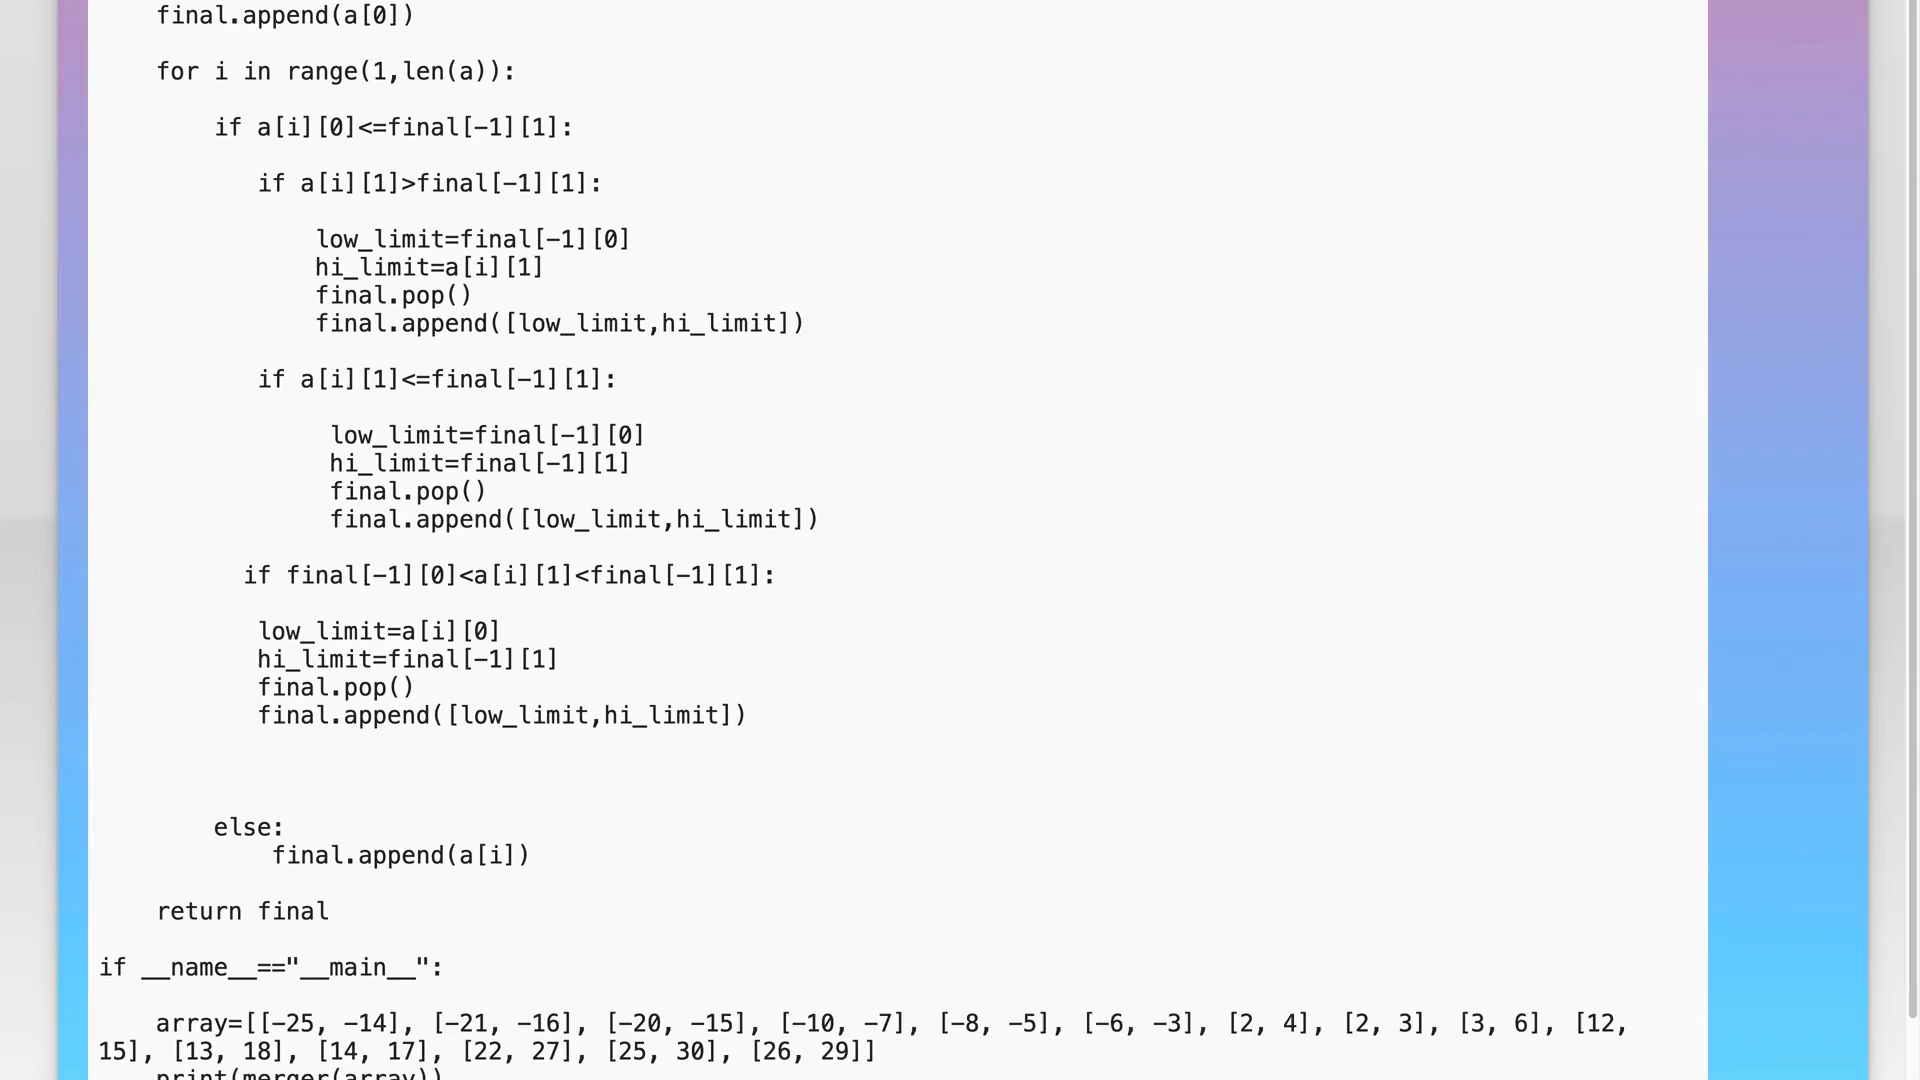 final.append(a[0])
for i in range(1,len(a)):
if a[i][0]<=final[-1][1]:
if a[i][1]>final[-1][1]:
low_limit=final[-1][0]
hi_limit=a[i][1]
final.pop()
final.append([low_limit,hi_limit])
if a[i][1]<=final[-1][1]:
low_limit=final[-1][0]
hi_limit=final[-1][1]
final.pop()
final.append([low_limit,hi_limit])
if final[-1][0]<a[i][1]<final[-1][1]:
low_limit=a[i][0]
hi_limit=final[-1][1]
final.pop()
final.append([low_limit,hi_limit])
else:
final.append(a[i])
return final
if __name__=="__main__":
array=[[-25, -14], [-21, -16], [-20, -15], [-10, -7], [-8, -5], [-6, -3], [2, 4], [2, 3], [3, 6], [12,
15], [13, 18], [14, 17], [22, 27], [25, 30], [26, 29]]
print(merger(array))